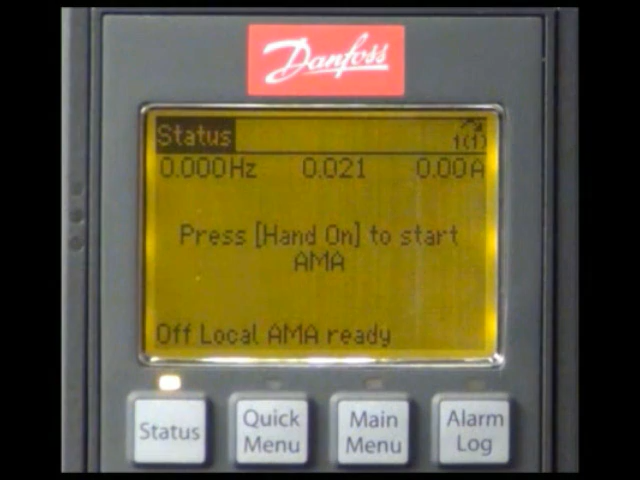 Danfoss
Status 1(1)
0.000Hz 0.021 0.00A
Press [Hand On] to start
AMA
Off Local AMA ready
Status Quick Menu Main Menu Alarm Log